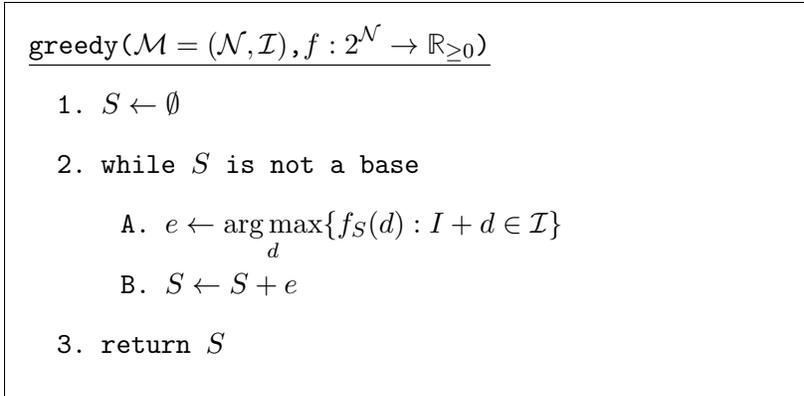 greedy(ℳ = (𝒩, ℐ), f : 2^𝒩 → ℝ_{≥0})
1. S ← ∅
2. while S is not a base
A. e ← arg max_d {f_S(d) : I + d ∈ ℐ}
B. S ← S + e
3. return S